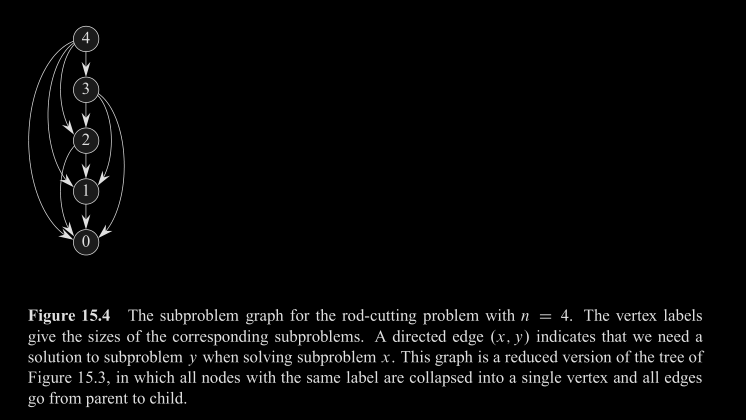 4
3
2
1
0
Figure 15.4 The subproblem graph for the rod-cutting problem with n = 4. The vertex labels
give the sizes of the corresponding subproblems. A directed edge (x, y) indicates that we need a
solution to subproblem y when solving subproblem x. This graph is a reduced version of the tree of
Figure 15.3, in which all nodes with the same label are collapsed into a single vertex and all edges
go from parent to child.